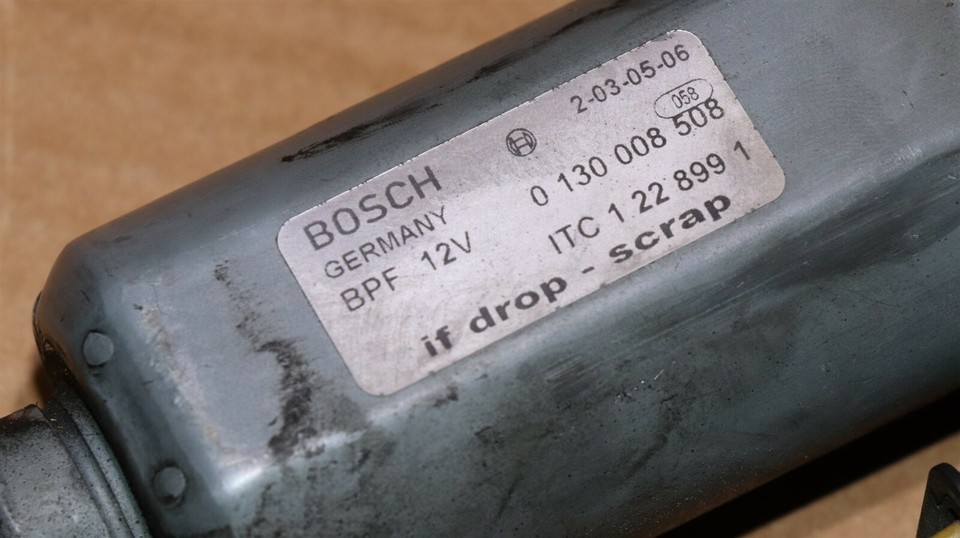 2-03-05-06
058
BOSCH
0 130 008 508
GERMANY
BPF 12V
ITC 1 22 899 1
if drop - scrap